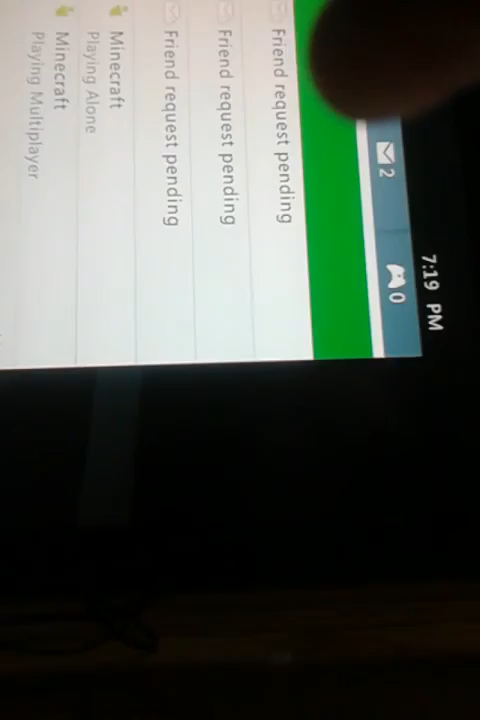 7:19 PM
2
0
Friend request pending
Friend request pending
Friend request pending
Minecraft
Playing Alone
Minecraft
Playing Multiplayer